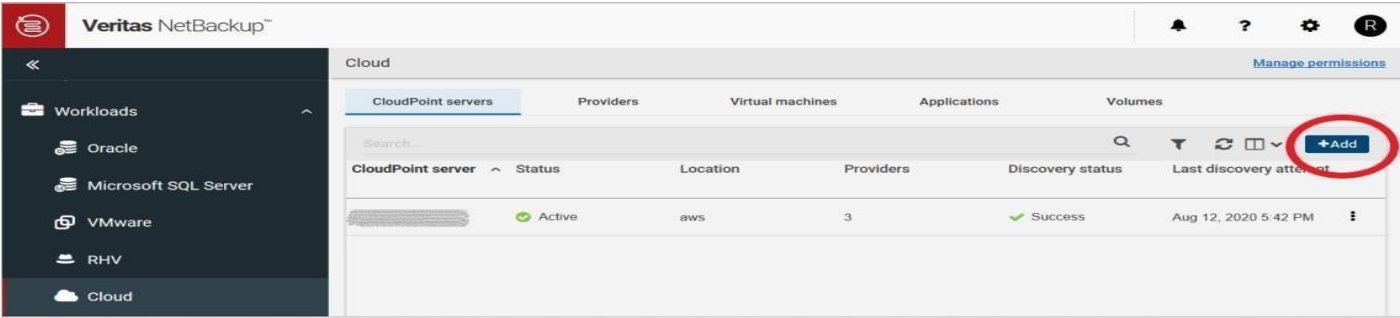 Veritas NetBackup™
? R
Cloud
Manage permissions
Workloads
CloudPoint servers Providers Virtual machines Applications Volumes
Oracle
Search...
+Add
Microsoft SQL Server
CloudPoint server Status Location Providers Discovery status Last discovery attempt
VMware
Active aws 3 Success Aug 12, 2020 5:42 PM
RHV
Cloud